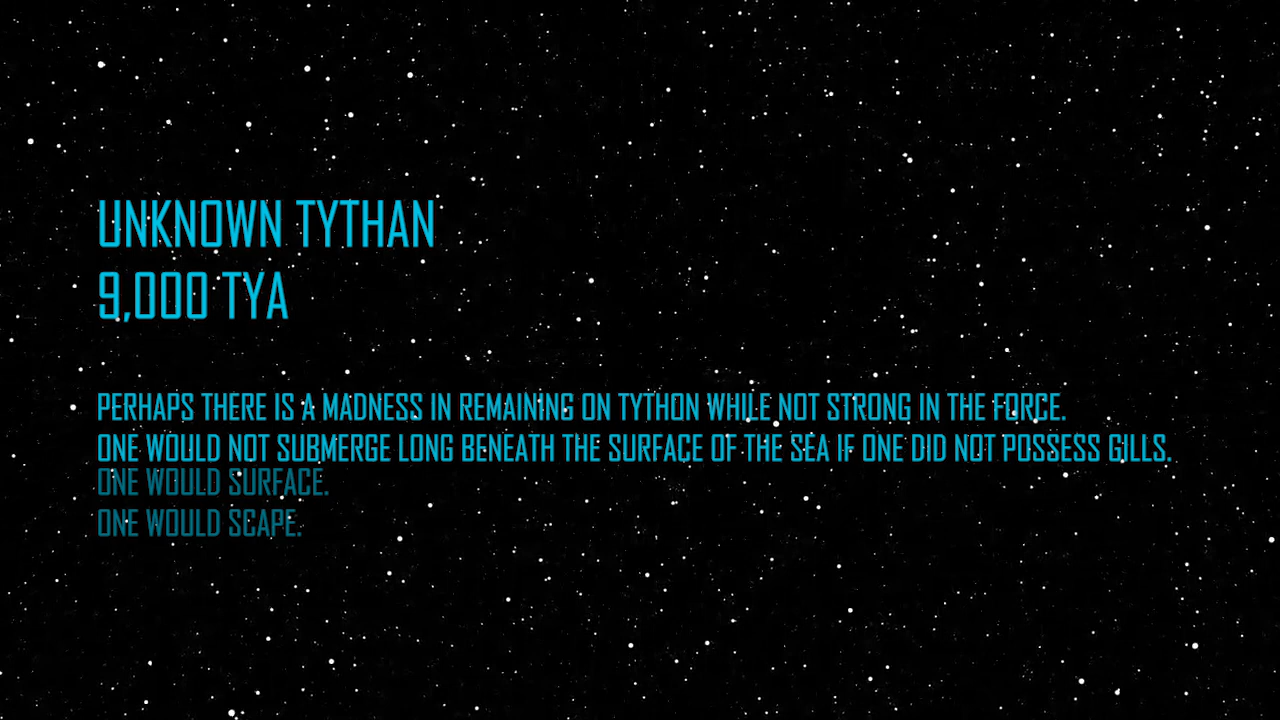 UNKNOWN TYTHAN
9,000 TYA
PERHAPS THERE IS A MADNESS IN REMAINING ON TYTHON WHILE NOT STRONG IN THE FORCE.
ONE WOULD NOT SUBMERGE LONG BENEATH THE SURFACE OF THE SEA IF ONE DID NOT POSSESS GILLS.
ONE WOULD SURFACE.
ONE WOULD SCAPE.